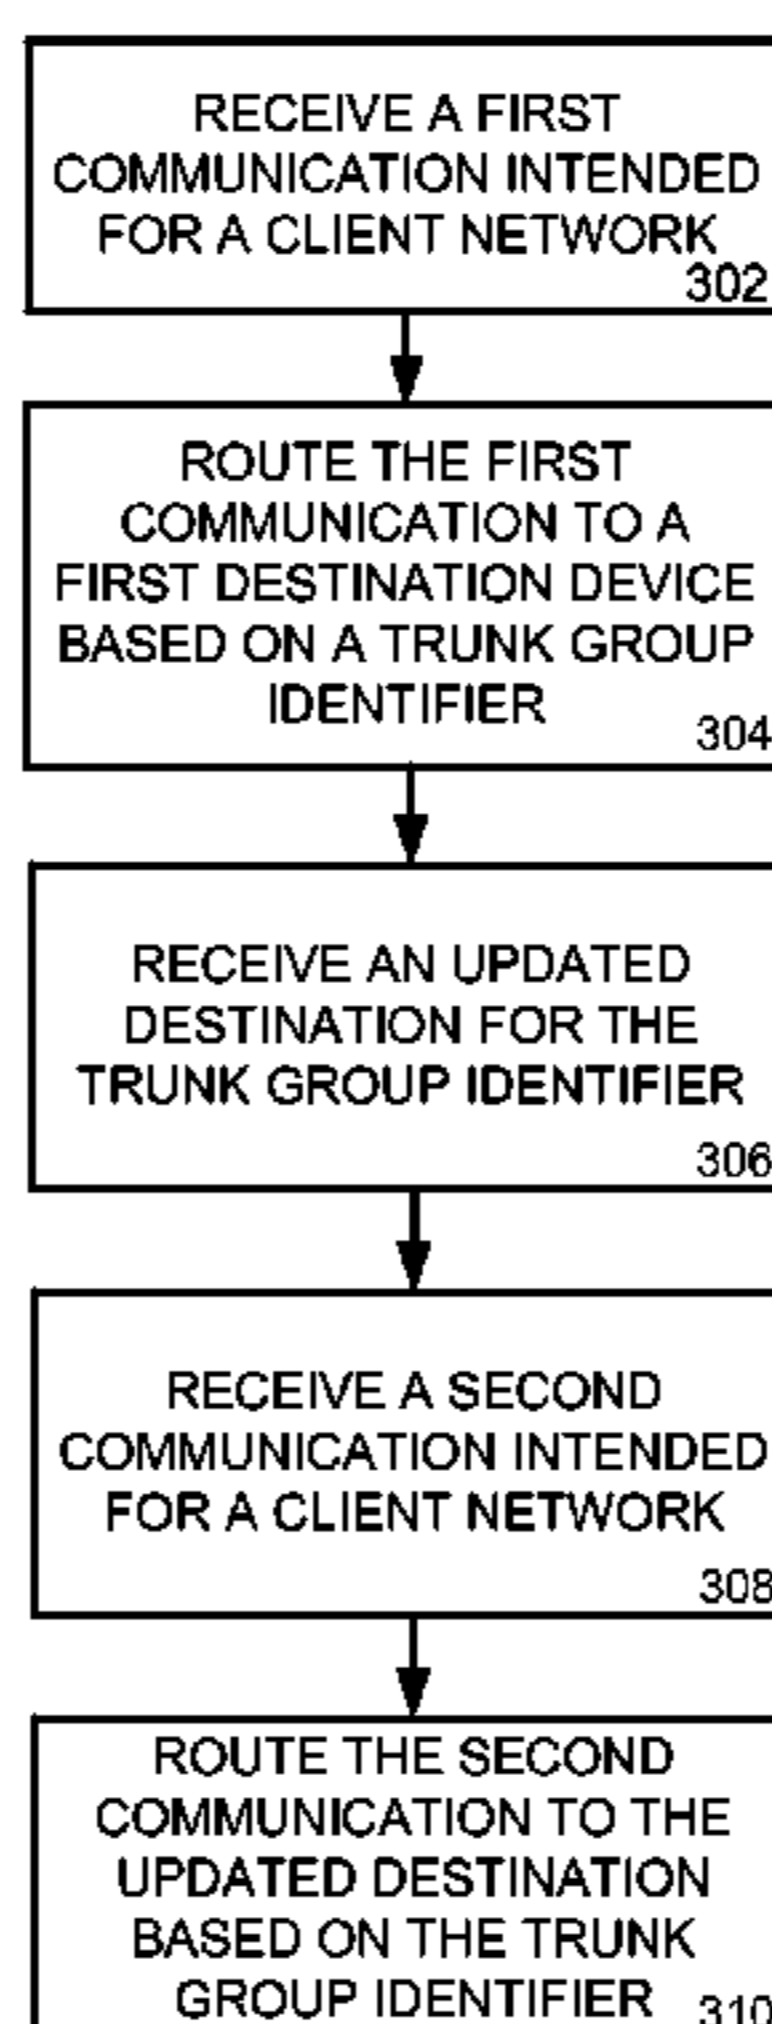 RECEIVE A FIRST
COMMUNICATION INTENDED
FOR A CLIENT NETWORK
302
ROUTE THE FIRST
COMMUNICATION TO A
FIRST DESTINATION DEVICE
BASED ON A TRUNK GROUP
IDENTIFIER
304
RECEIVE AN UPDATED
DESTINATION FOR THE
TRUNK GROUP IDENTIFIER
306
RECEIVE A SECOND
COMMUNICATION INTENDED
FOR A CLIENT NETWORK
308
ROUTE THE SECOND
COMMUNICATION TO THE
UPDATED DESTINATION
BASED ON THE TRUNK
GROUP IDENTIFIER
310